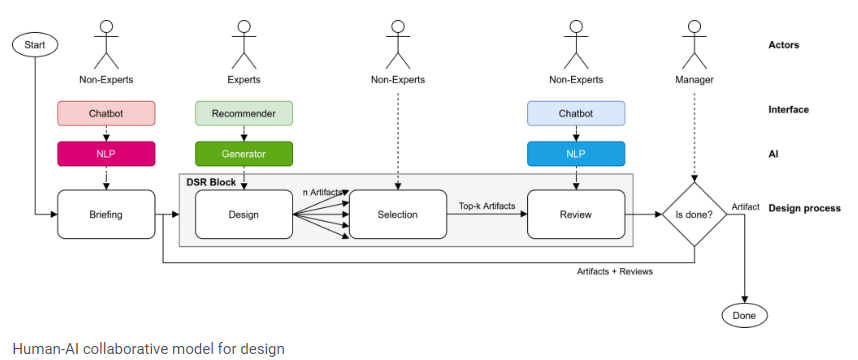 Start
Actors
Non-Experts
Experts
Non-Experts
Non-Experts
Manager
Chatbot
Recommender
Chatbot
Interface
NLP
Generator
NLP
AI
DSR Block
n Artifacts
Briefing
Design
Selection
Top-k Artifacts
Review
Is done?
Artifact
Design process
Artifacts + Reviews
Done
Human-AI collaborative model for design